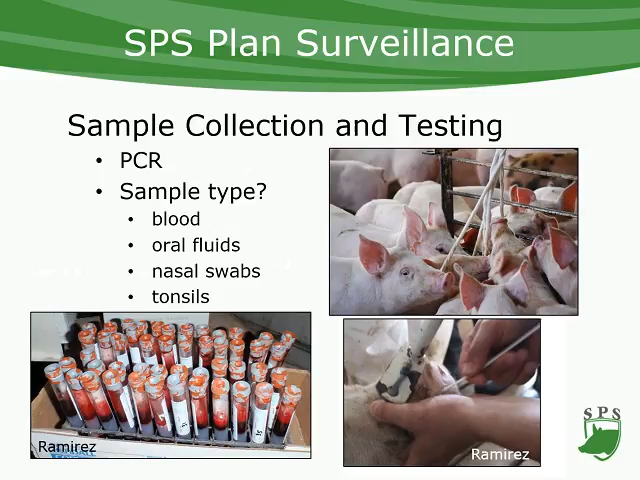 SPS Plan Surveillance
Sample Collection and Testing
• PCR
• Sample type?
• blood
• oral fluids
• nasal swabs
• tonsils
Ramirez
Ramirez
SPS